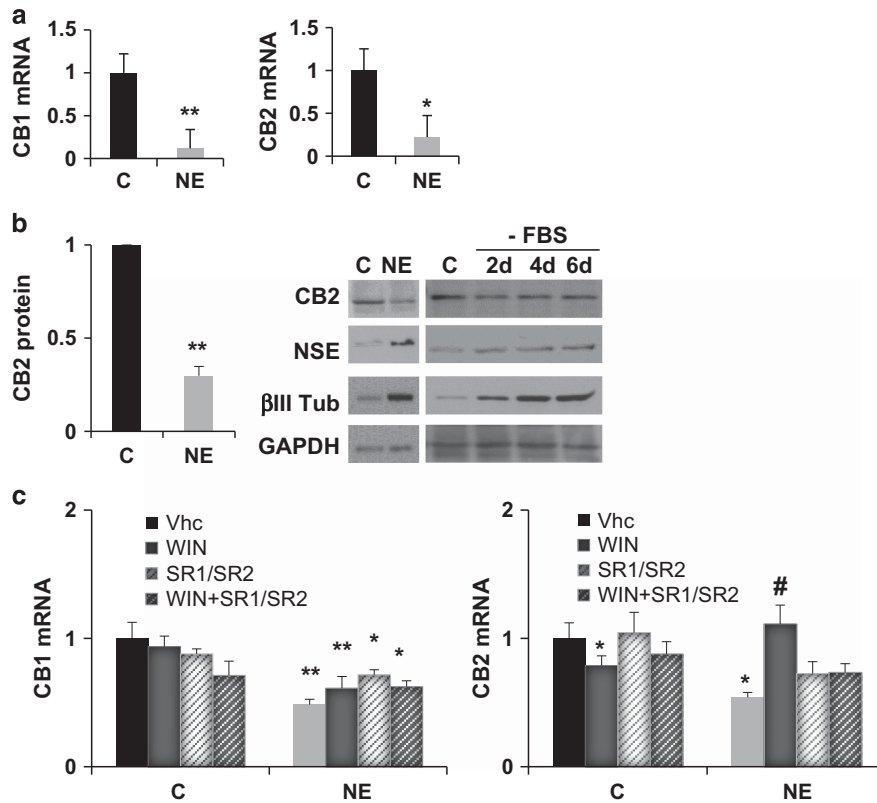 a
CB1 mRNA
1.5
1
0.5
0
**
C NE
CB2 mRNA
1.5
1
0.5
0
*
C NE
b
CB2 protein
1
0.5
0
**
C NE
- FBS
C NE C 2d 4d 6d
CB2
NSE
βIII Tub
GAPDH
c
CB1 mRNA
2
1
0
Vhc
WIN
SR1/SR2
WIN+SR1/SR2
** ** * *
C NE
CB2 mRNA
2
1
0
Vhc
WIN
SR1/SR2
WIN+SR1/SR2
* * #
C NE